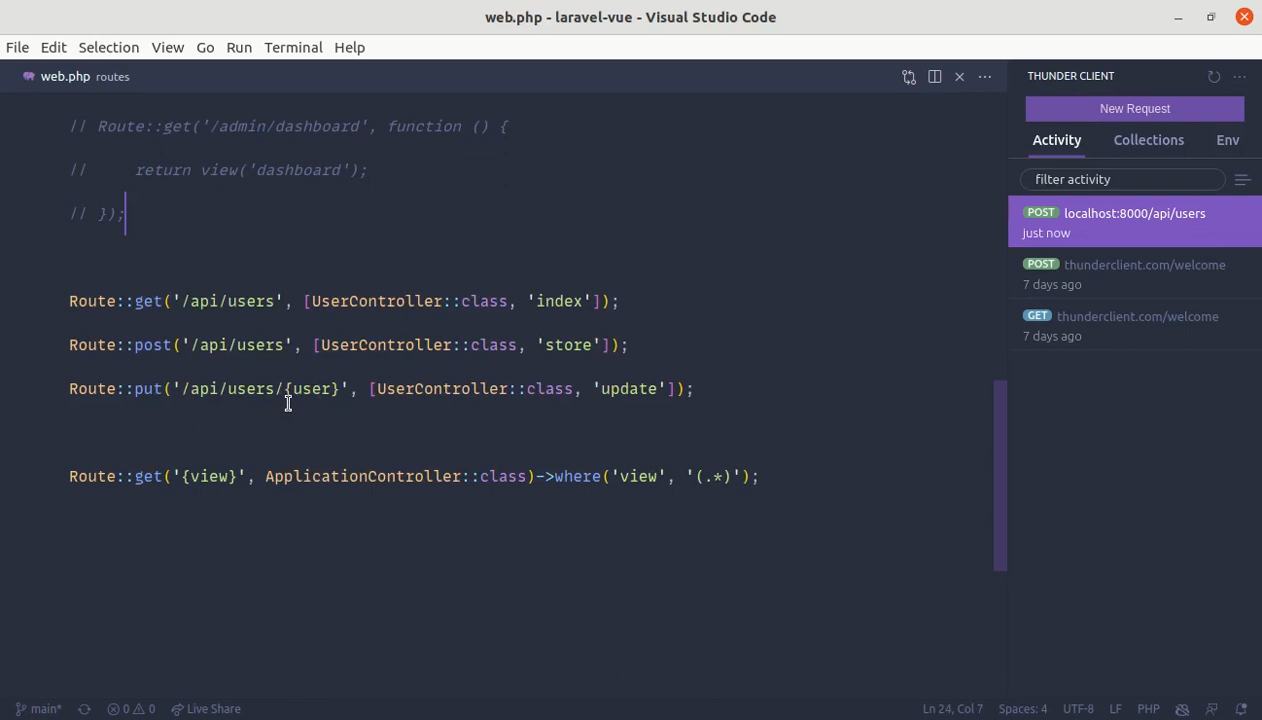 web.php - laravel-vue - Visual Studio Code
File Edit Selection View Go Run Terminal Help
web.php routes
// Route::get('/admin/dashboard', function () {
//     return view('dashboard');
// });
Route::get('/api/users', [UserController::class, 'index']);
Route::post('/api/users', [UserController::class, 'store']);
Route::put('/api/users/{user}', [UserController::class, 'update']);
Route::get('{view}', ApplicationController::class)->where('view', '(.*)');
THUNDER CLIENT
New Request
Activity Collections Env
filter activity
POST localhost:8000/api/users
just now
POST thunderclient.com/welcome
7 days ago
GET thunderclient.com/welcome
7 days ago
main* 0 0 Live Share Ln 24, Col 7 Spaces: 4 UTF-8 LF PHP